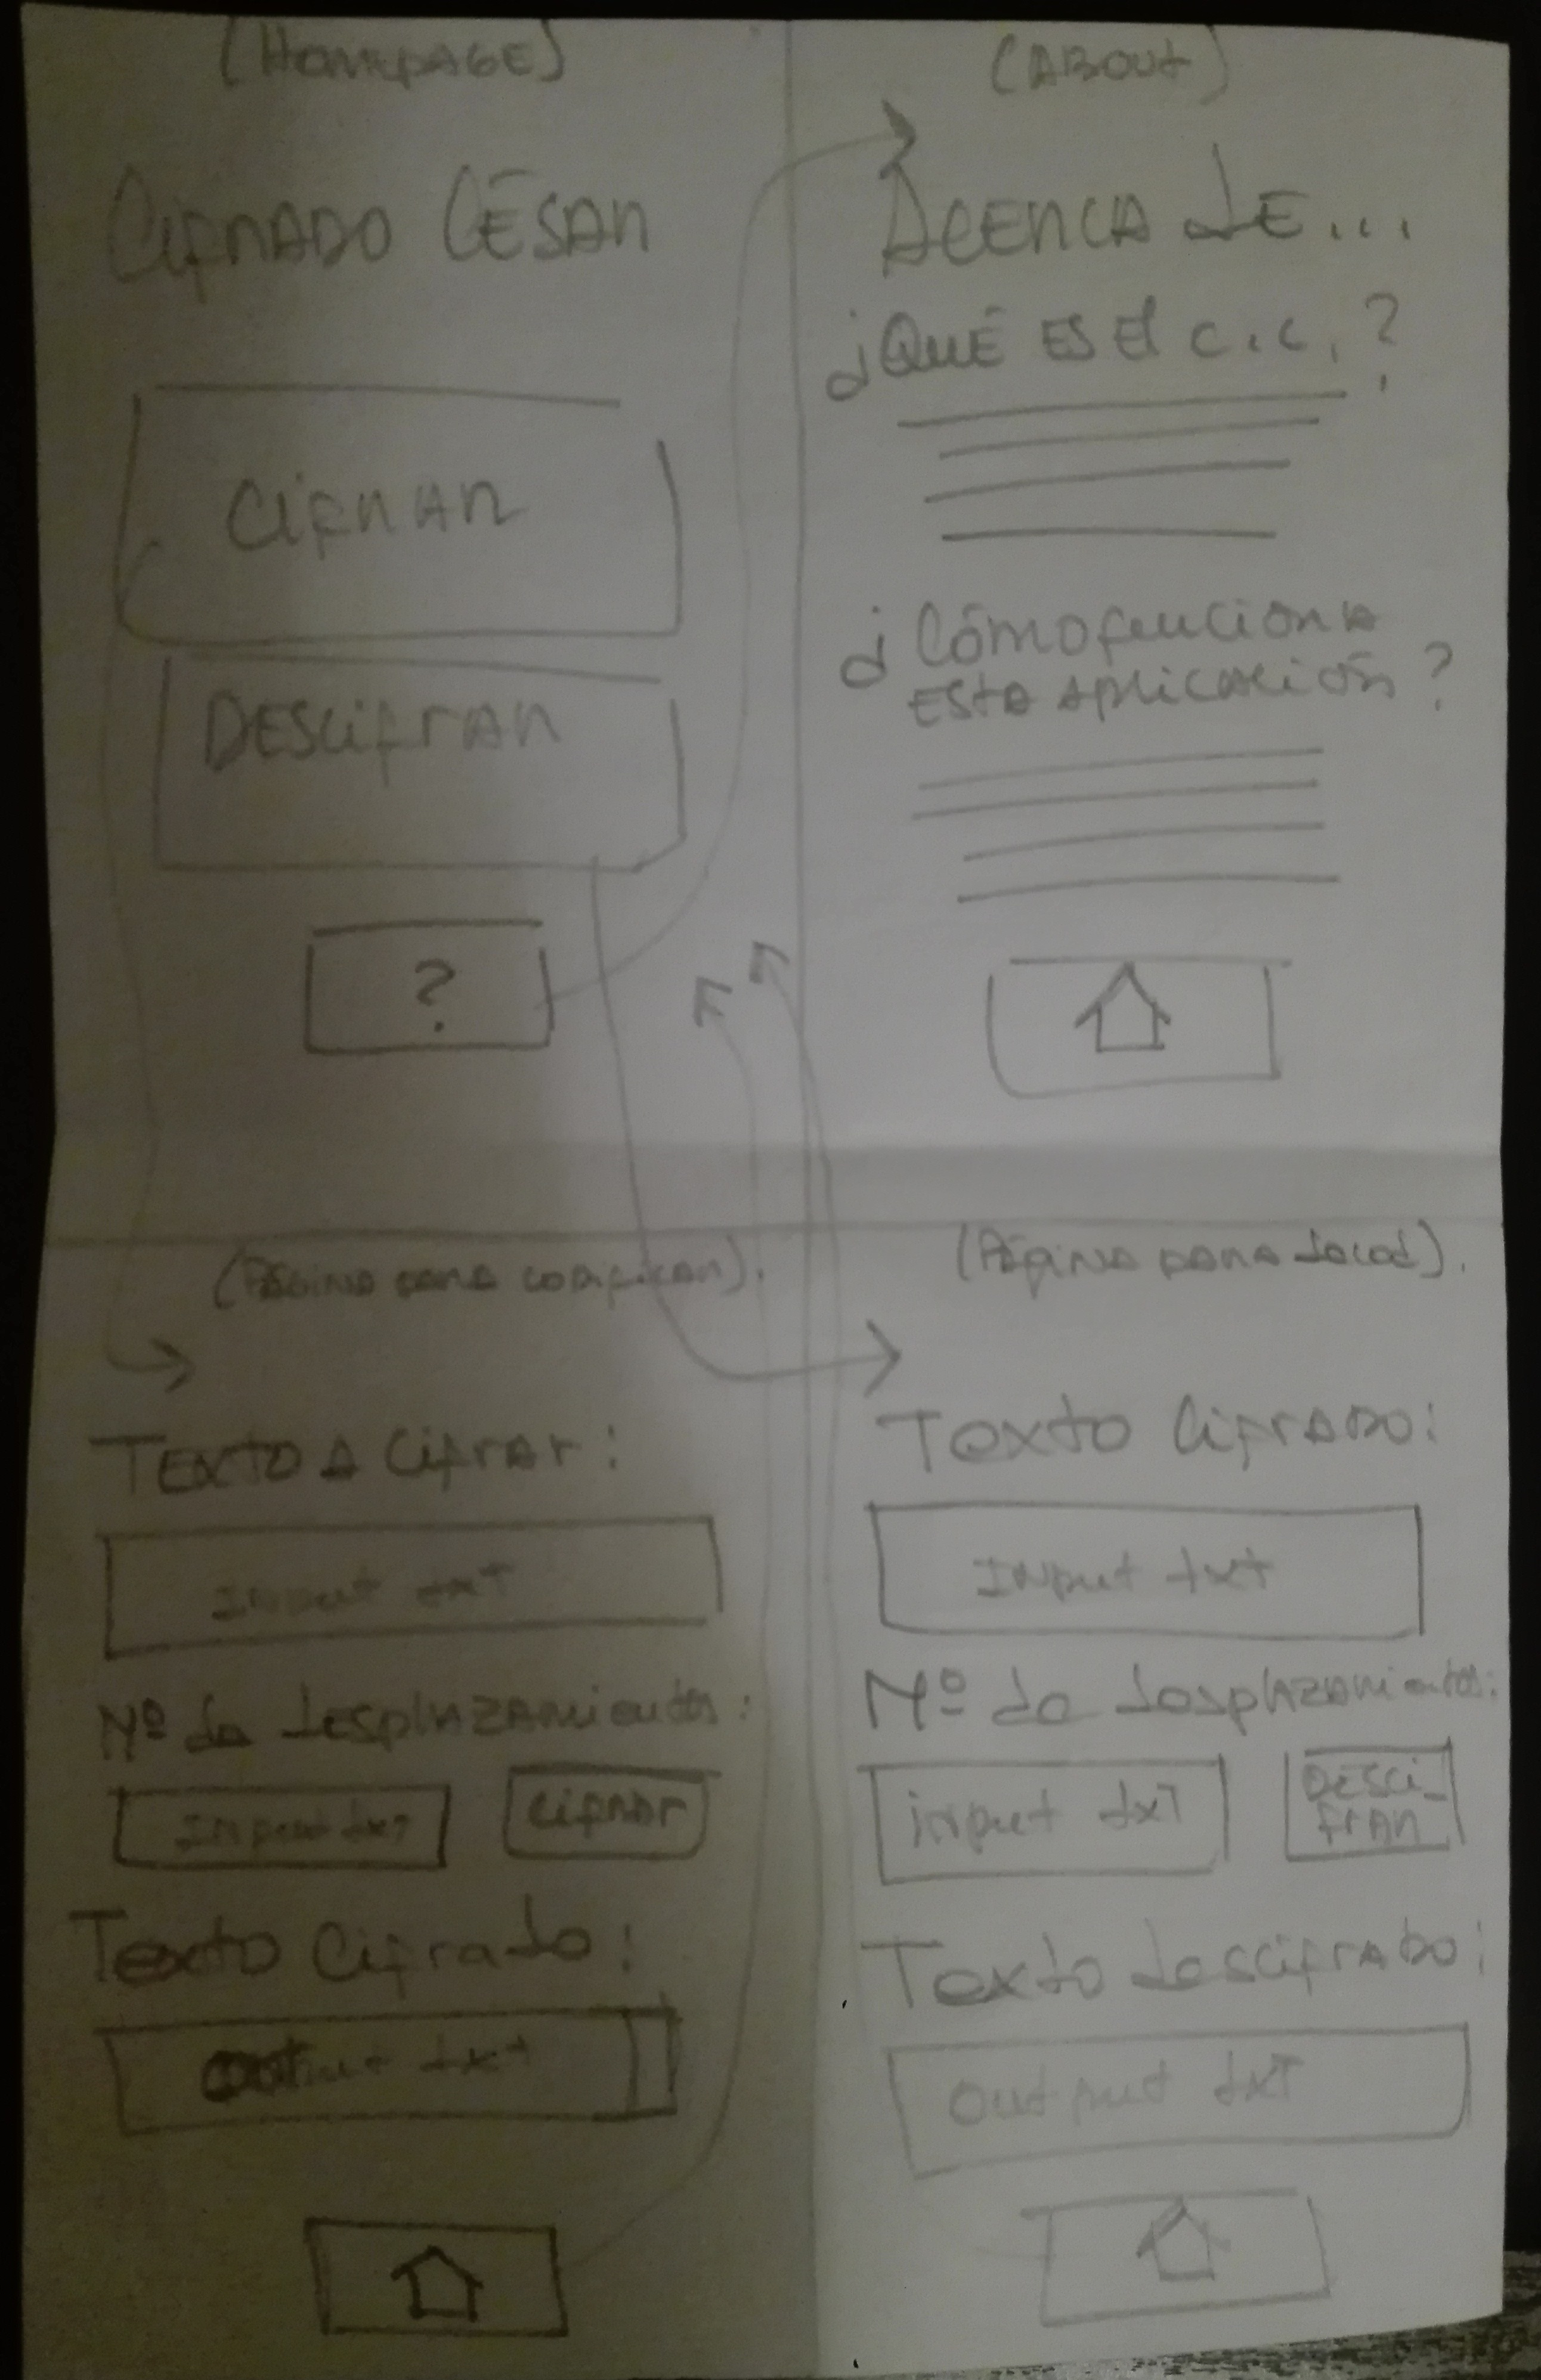 (Homepage)
CIFRADO CÉSAR
CIFRAR
DESCIFRAR
?
(About)
ACERCA DE...
¿QUÉ ES El C.C.?
¿Cómo funciona
Esta Aplicación?
(Página para codificar).
Texto A Cifrar:
Input txt
Nº de desplazamientos:
Input txt
cifrar
Texto Cifrado:
output txt
(Página para decod).
Texto CifrADO:
Input txt
Nº de desplazamientos:
input txt
DESCI-
frAR
Texto descifrado:
Output txt